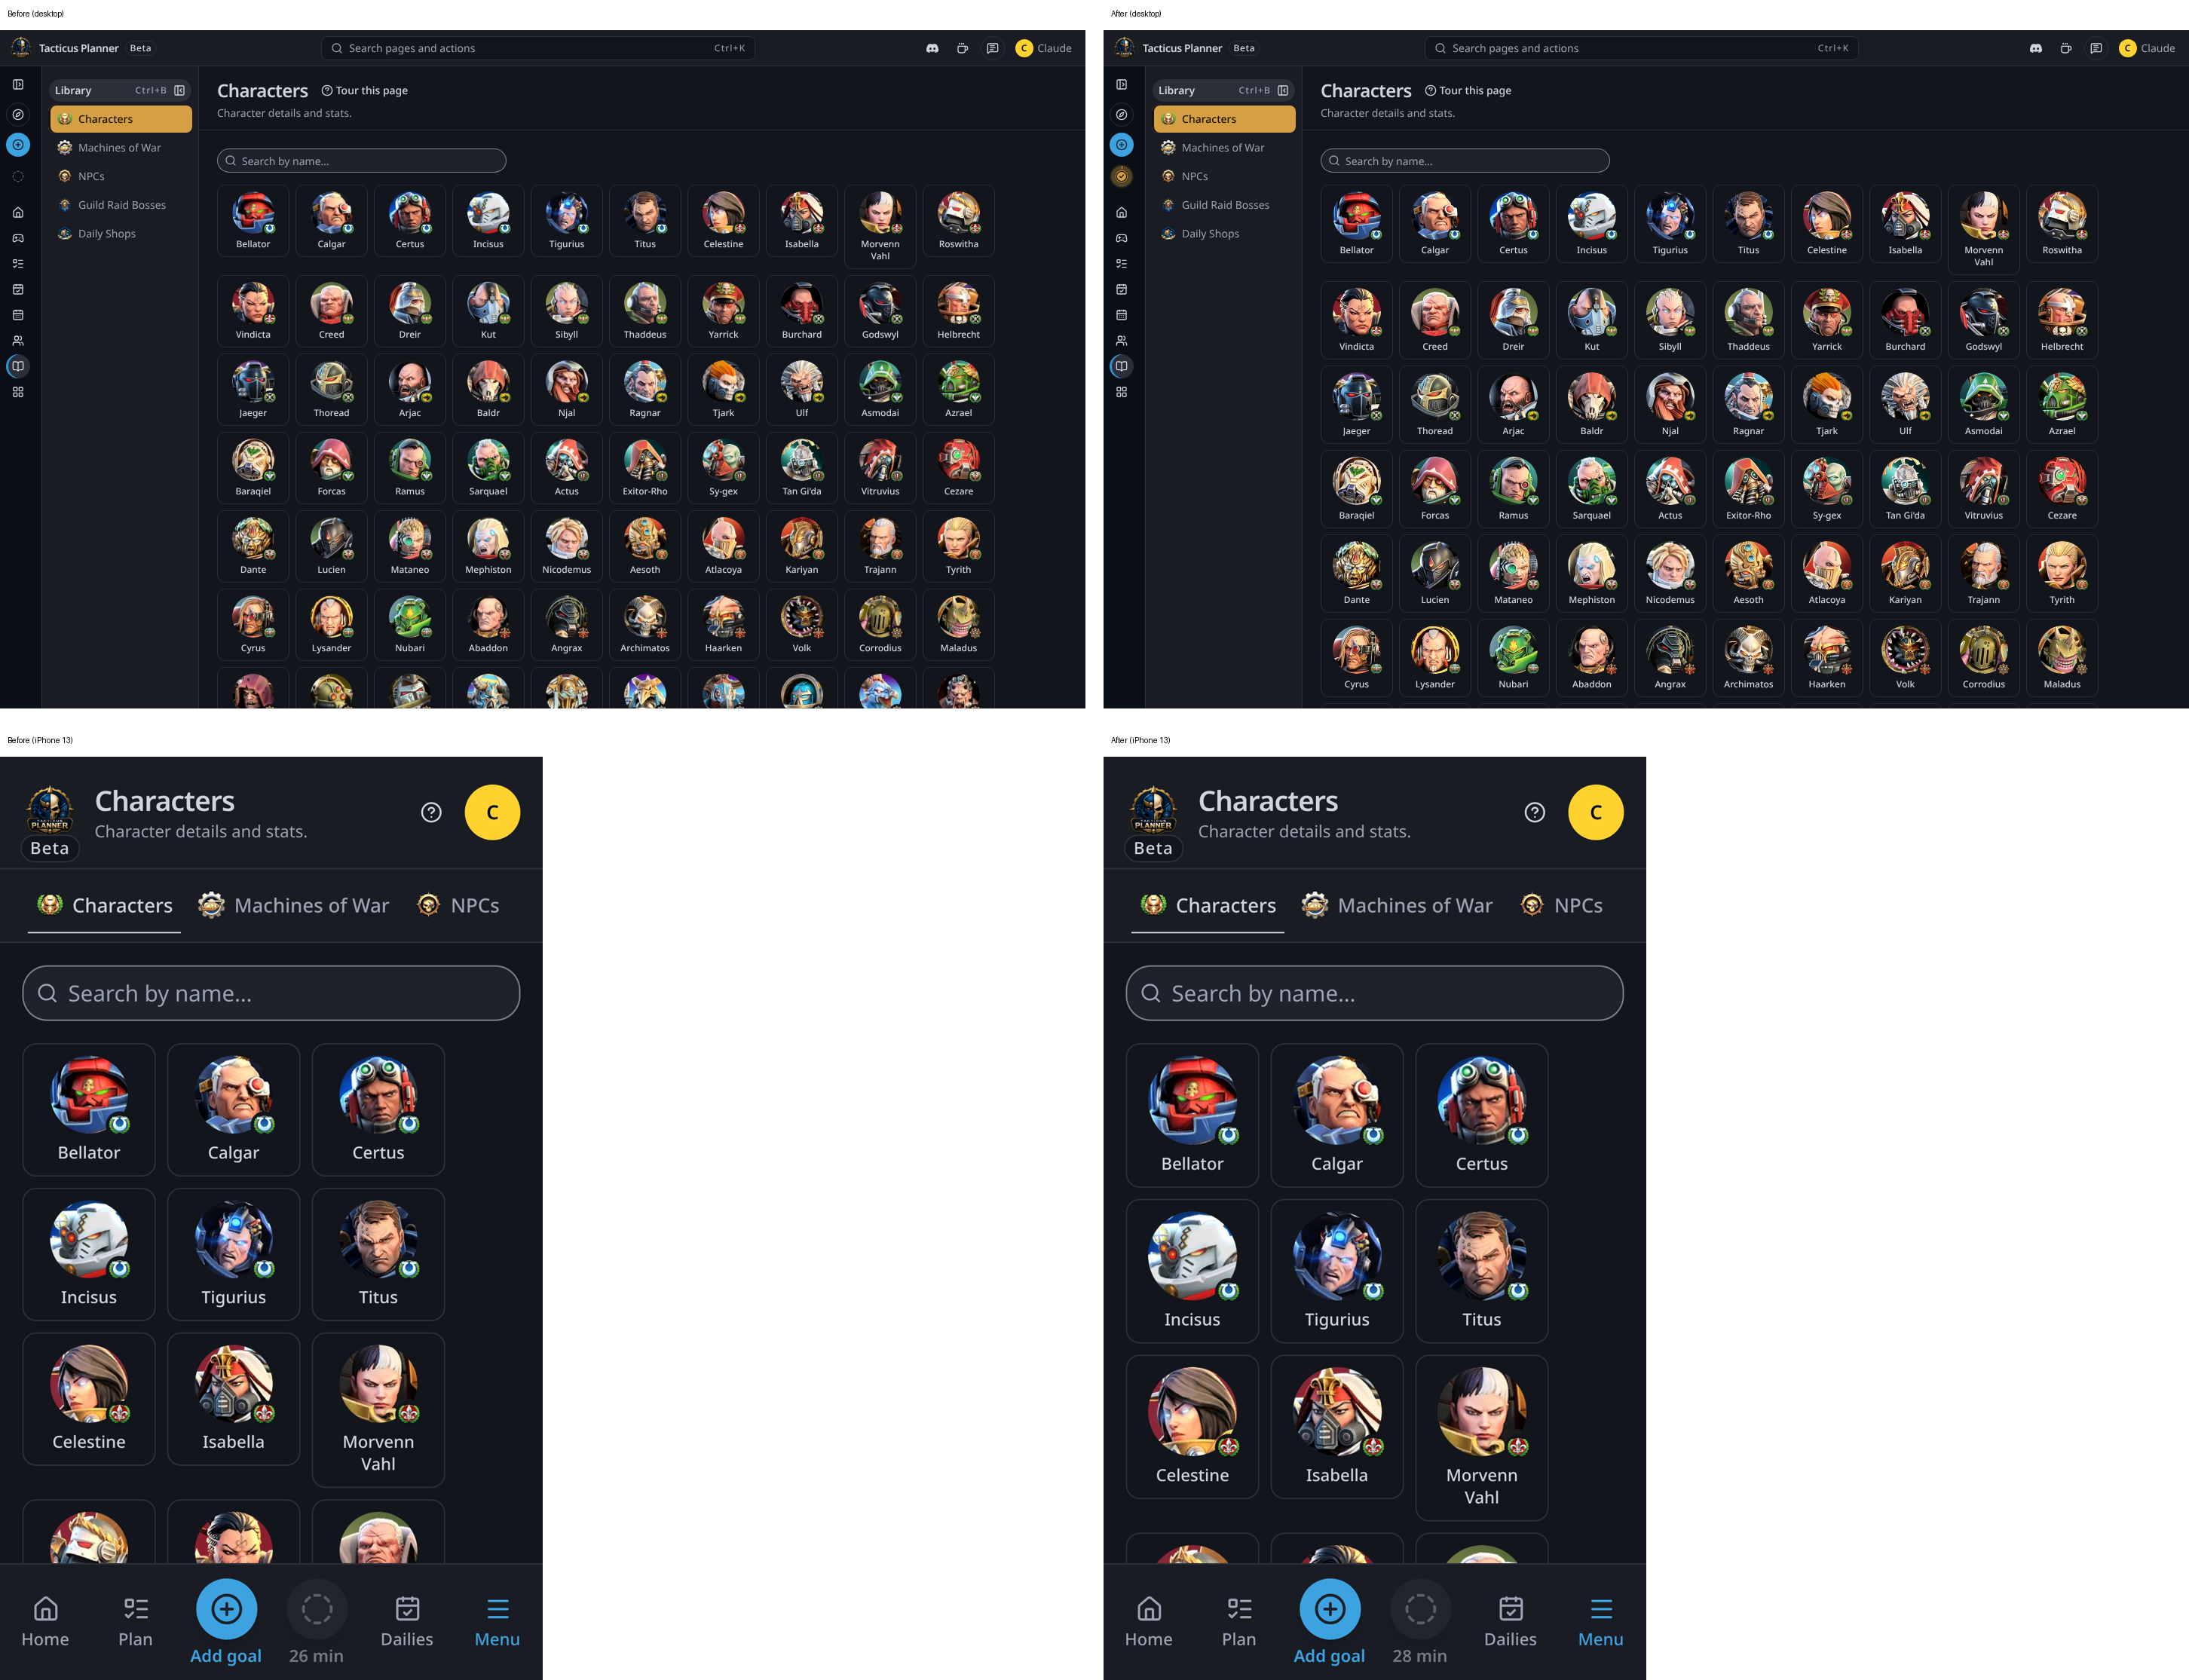 Before (desktop)
Tacticus Planner Beta Search pages and actions Ctrl+K C Claude
Library Ctrl+B
Characters
Machines of War
NPCs
Guild Raid Bosses
Daily Shops
Characters Tour this page
Character details and stats.
Search by name...
Bellator Calgar Certus Incisus Tigurius Titus Celestine Isabella Morvenn Vahl Roswitha
Vindicta Creed Dreir Kut Sibyll Thaddeus Yarrick Burchard Godswyl Helbrecht
Jaeger Thoread Arjac Baldr Njal Ragnar Tjark Ulf Asmodai Azrael
Baraqiel Forcas Ramus Sarquael Actus Exitor-Rho Sy-gex Tan Gi'da Vitruvius Cezare
Dante Lucien Mataneo Mephiston Nicodemus Aesoth Atlacoya Kariyan Trajann Tyrith
Cyrus Lysander Nubari Abaddon Angrax Archimatos Haarken Volk Corrodius Maladus
After (desktop)
Tacticus Planner Beta Search pages and actions Ctrl+K C Claude
Library Ctrl+B
Characters
Machines of War
NPCs
Guild Raid Bosses
Daily Shops
Characters Tour this page
Character details and stats.
Search by name...
Bellator Calgar Certus Incisus Tigurius Titus Celestine Isabella Morvenn Vahl Roswitha
Vindicta Creed Dreir Kut Sibyll Thaddeus Yarrick Burchard Godswyl Helbrecht
Jaeger Thoread Arjac Baldr Njal Ragnar Tjark Ulf Asmodai Azrael
Baraqiel Forcas Ramus Sarquael Actus Exitor-Rho Sy-gex Tan Gi'da Vitruvius Cezare
Dante Lucien Mataneo Mephiston Nicodemus Aesoth Atlacoya Kariyan Trajann Tyrith
Cyrus Lysander Nubari Abaddon Angrax Archimatos Haarken Volk Corrodius Maladus
Before (iPhone 13)
PLANNER
Beta
Characters
Character details and stats.
C
Characters Machines of War NPCs
Search by name...
Bellator Calgar Certus
Incisus Tigurius Titus
Celestine Isabella Morvenn
Vahl
Home Plan Add goal 26 min Dailies Menu
After (iPhone 13)
PLANNER
Beta
Characters
Character details and stats.
C
Characters Machines of War NPCs
Search by name...
Bellator Calgar Certus
Incisus Tigurius Titus
Celestine Isabella Morvenn
Vahl
Home Plan Add goal 28 min Dailies Menu